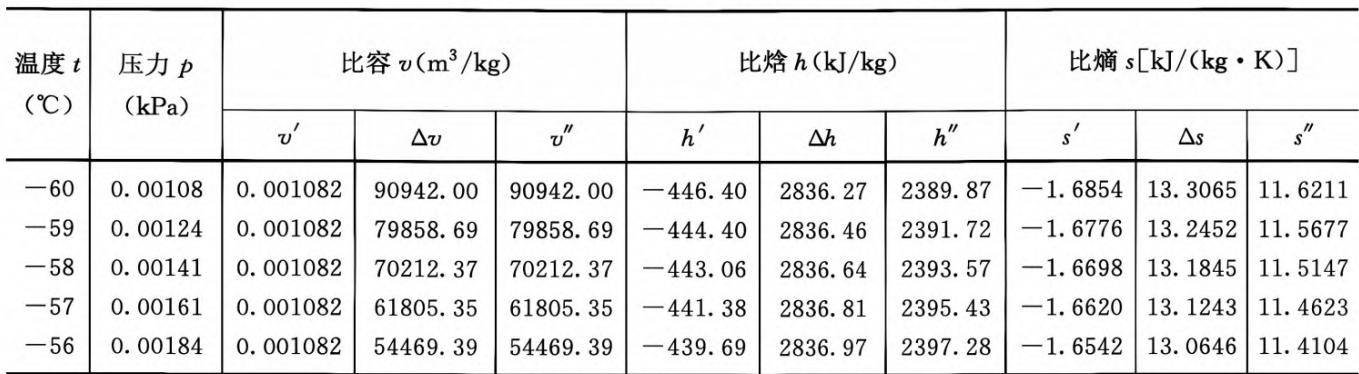 温度 t (℃) 压力 p (kPa) 比容 v(m³/kg) 比焓 h(kJ/kg) 比熵 s[kJ/(kg·K)]
v′ Δv v″ h′ Δh h″ s′ Δs s″
−60 0.00108 0.001082 90942.00 90942.00 −446.40 2836.27 2389.87 −1.6854 13.3065 11.6211
−59 0.00124 0.001082 79858.69 79858.69 −444.40 2836.46 2391.72 −1.6776 13.2452 11.5677
−58 0.00141 0.001082 70212.37 70212.37 −443.06 2836.64 2393.57 −1.6698 13.1845 11.5147
−57 0.00161 0.001082 61805.35 61805.35 −441.38 2836.81 2395.43 −1.6620 13.1243 11.4623
−56 0.00184 0.001082 54469.39 54469.39 −439.69 2836.97 2397.28 −1.6542 13.0646 11.4104